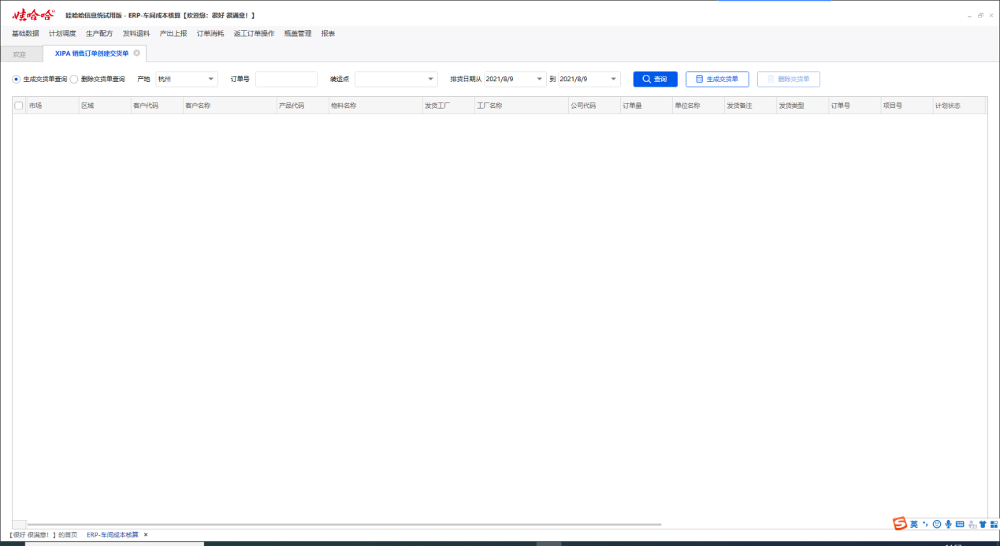 娃哈哈
娃哈哈信息统试用版 - ERP-车间成本核算【欢迎您：很好 很满意！】
基础数据 计划调度 生产配方 发料退料 产出上报 订单消耗 返工订单操作 瓶盖管理 报表
欢迎 XIPA 销售订单创建交货单
生成交货单查询 删除交货单查询 产地 杭州 订单号 装运点 排货日期从 2021/8/9 到 2021/8/9 查询 生成交货单 删除交货单
市场 区域 客户代码 客户名称 产品代码 物料名称 发货工厂 工厂名称 公司代码 订单量 单位名称 发货备注 发货类型 订单号 项目号 计划状态
英
【很好 很满意！】的首页 ERP-车间成本核算 ×